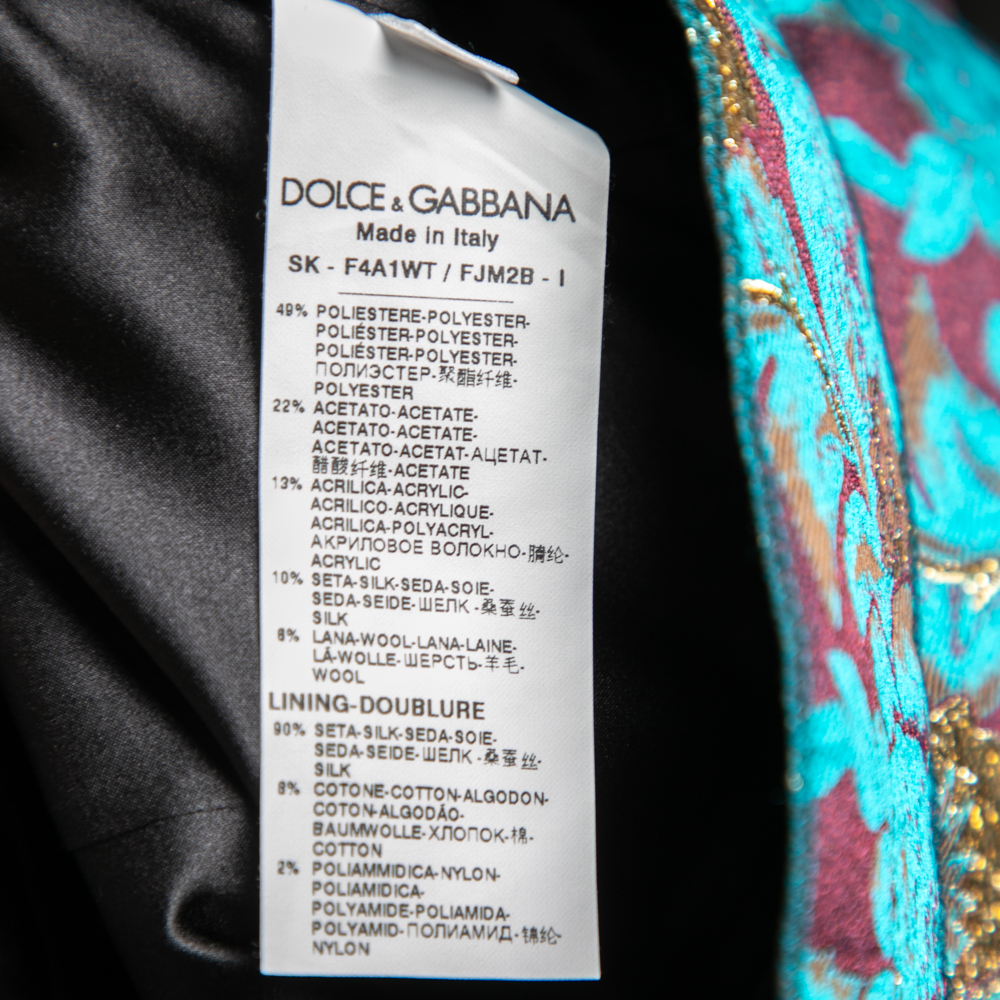 DOLCE & GABBANA
Made in Italy
SK - F4A1WT / FJM2B - I
49% POLIESTERE-POLYESTER-
POLIÉSTER-POLYESTER-
POLIÉSTER-POLYESTER-
ПОЛИЭСТЕР-聚酯纤维-
POLYESTER
22% ACETATO-ACETATE-
ACETATO-ACETATE-
ACETATO-ACETAT-АЦЕТАТ-
醋酸纤维-ACETATE
13% ACRILICA-ACRYLIC-
ACRILICO-ACRYLIQUE-
ACRILICA-POLYACRYL-
АКРИЛОВОЕ ВОЛОКНО-腈纶-
ACRYLIC
10% SETA-SILK-SEDA-SOIE-
SEDA-SEIDE-ШЕЛК -桑蚕丝-
SILK
8% LANA-WOOL-LANA-LAINE-
LÃ-WOLLE-ШЕРСТЬ-羊毛-
WOOL
LINING-DOUBLURE
90% SETA-SILK-SEDA-SOIE-
SEDA-SEIDE-ШЕЛК -桑蚕丝-
SILK
8% COTONE-COTTON-ALGODON-
COTON-ALGODÃO-
BAUMWOLLE-ХЛОПОК-棉-
COTTON
2% POLIAMMIDICA-NYLON-
POLIAMIDICA-
POLYAMIDE-POLIAMIDA-
POLYAMID-ПОЛИАМИД-锦纶-
NYLON